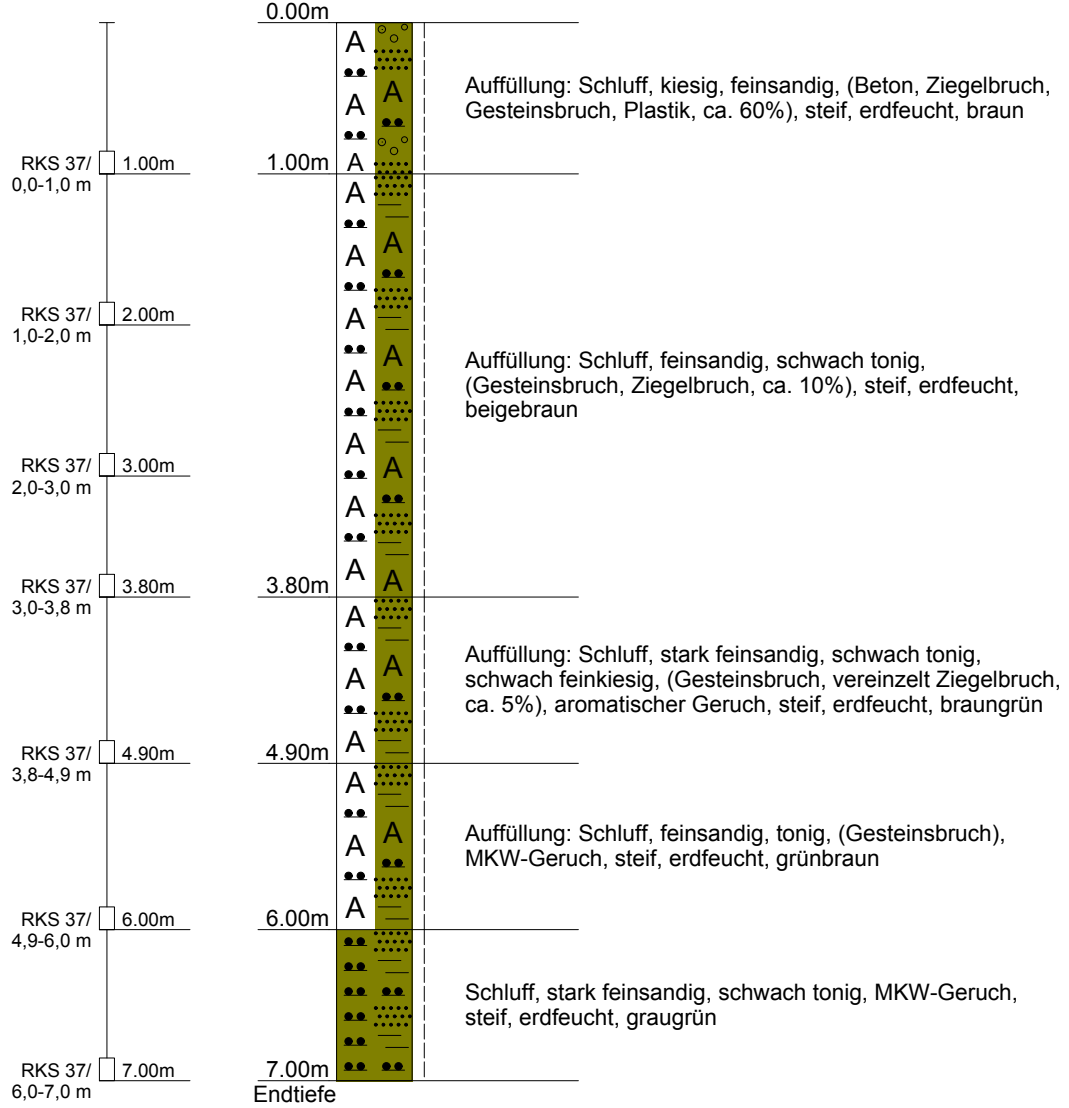 0.00m
A
A
A
A
A
Auffüllung: Schluff, kiesig, feinsandig, (Beton, Ziegelbruch,
Gesteinsbruch, Plastik, ca. 60%), steif, erdfeucht, braun
RKS 37/
0,0-1,0 m
1.00m
1.00m
A
A
A
A
A
A
A
A
A
A
A
RKS 37/
1,0-2,0 m
2.00m
Auffüllung: Schluff, feinsandig, schwach tonig,
(Gesteinsbruch, Ziegelbruch, ca. 10%), steif, erdfeucht,
beigebraun
RKS 37/
2,0-3,0 m
3.00m
RKS 37/
3,0-3,8 m
3.80m
3.80m
A
A
A
A
Auffüllung: Schluff, stark feinsandig, schwach tonig,
schwach feinkiesig, (Gesteinsbruch, vereinzelt Ziegelbruch,
ca. 5%), aromatischer Geruch, steif, erdfeucht, braungrün
RKS 37/
3,8-4,9 m
4.90m
4.90m
A
A
A
A
Auffüllung: Schluff, feinsandig, tonig, (Gesteinsbruch),
MKW-Geruch, steif, erdfeucht, grünbraun
RKS 37/
4,9-6,0 m
6.00m
6.00m
Schluff, stark feinsandig, schwach tonig, MKW-Geruch,
steif, erdfeucht, graugrün
RKS 37/
6,0-7,0 m
7.00m
7.00m
Endtiefe